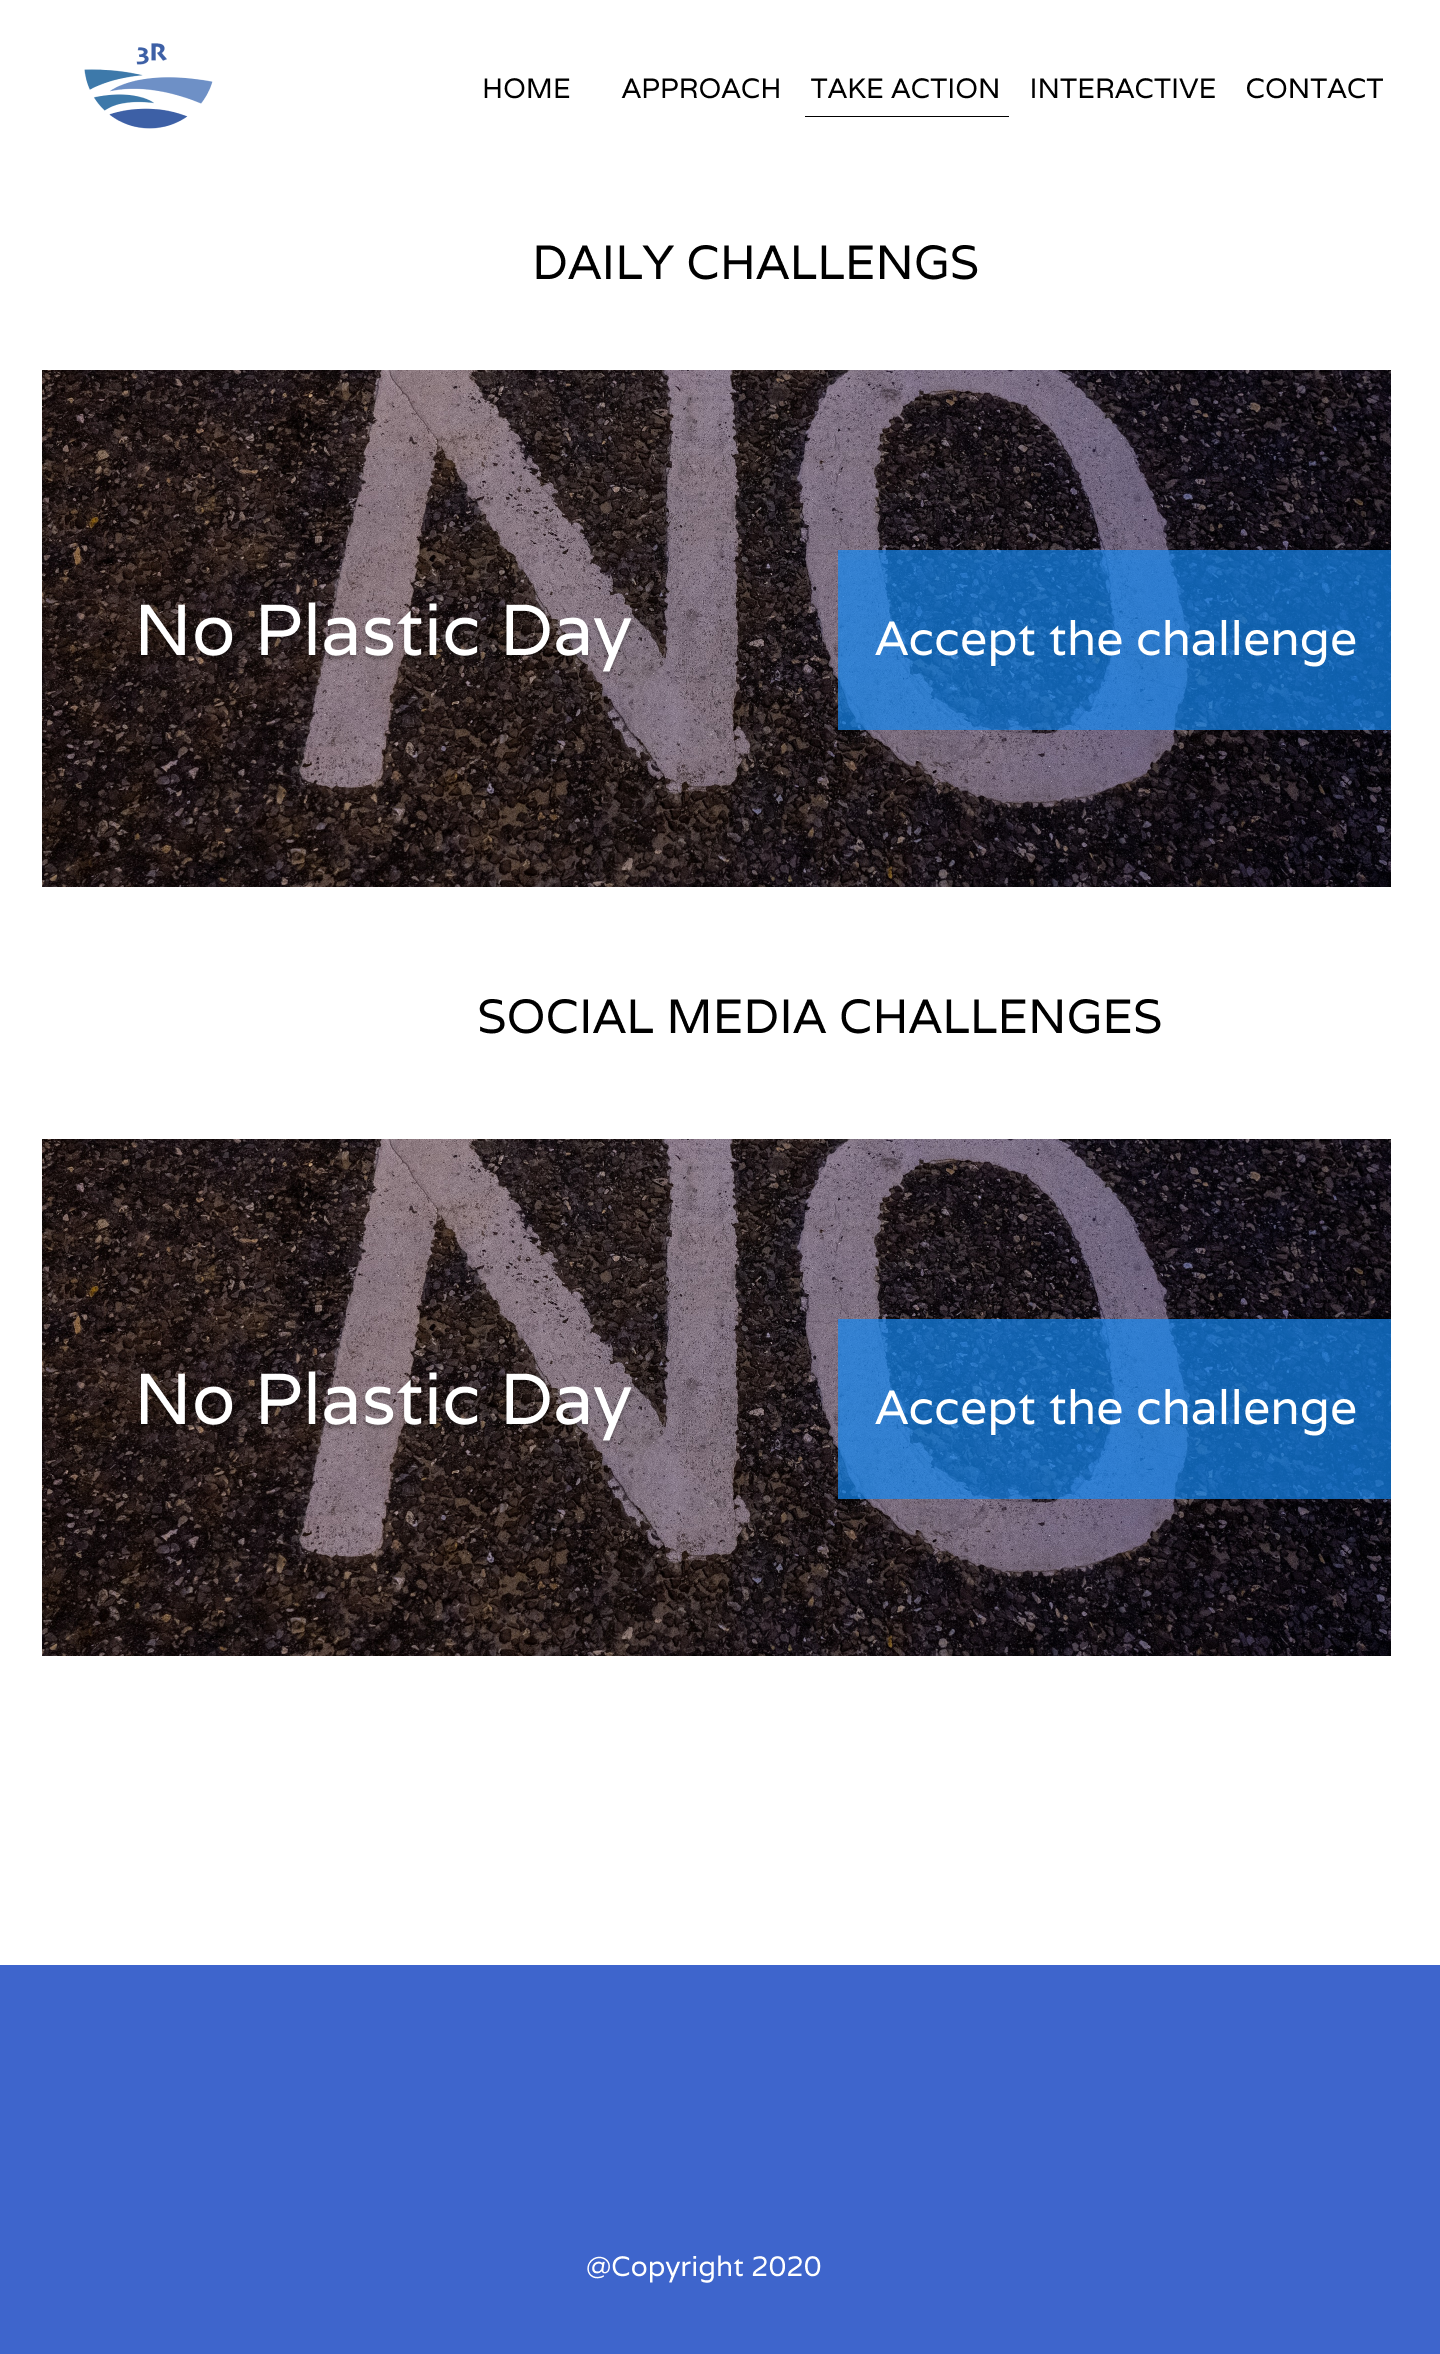 3R
HOME APPROACH TAKE ACTION INTERACTIVE CONTACT
DAILY CHALLENGS
NO
No Plastic Day
Accept the challenge
SOCIAL MEDIA CHALLENGES
NO
No Plastic Day
Accept the challenge
@Copyright 2020